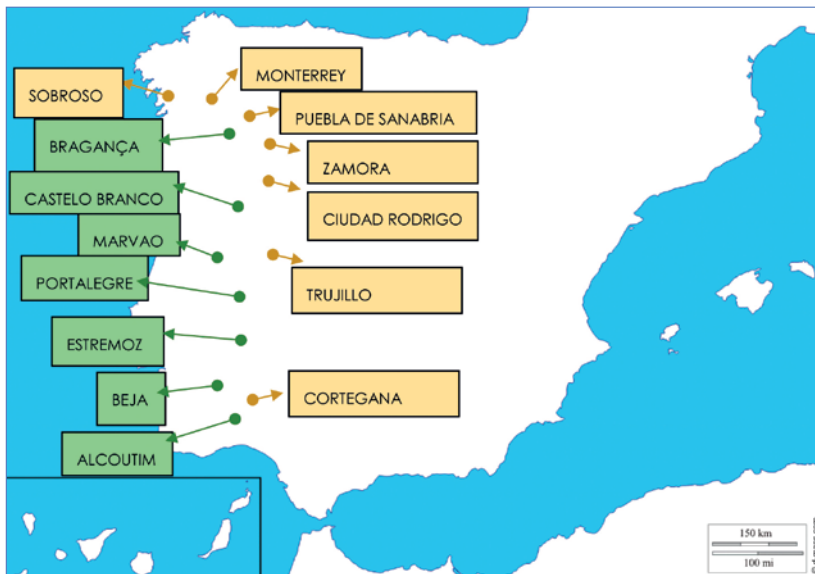 MONTERREY
SOBROSO
PUEBLA DE SANABRIA
BRAGANÇA
ZAMORA
CASTELO BRANCO
CIUDAD RODRIGO
MARVAO
PORTALEGRE
TRUJILLO
ESTREMOZ
BEJA
CORTEGANA
ALCOUTIM
150 km
100 mi